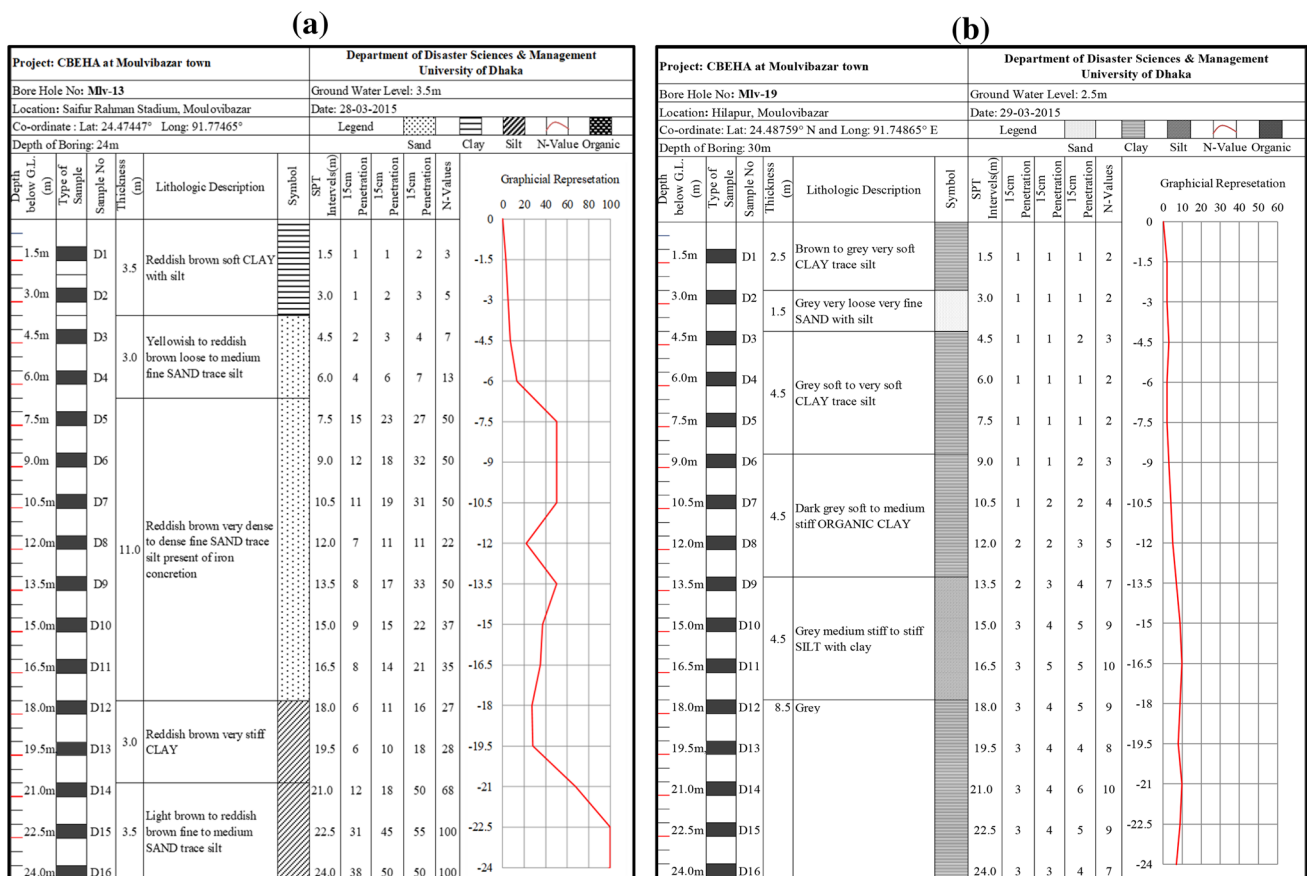 (a)
Project: CBEHA at Moulvibazar town
Department of Disaster Sciences & Management
University of Dhaka
Bore Hole No: Mlv-13
Ground Water Level: 3.5m
Location: Saifur Rahman Stadium, Moulovibazar
Date: 28-03-2015
Co-ordinate : Lat: 24.47447° Long: 91.77465°
Legend
Depth of Boring: 24m
Sand Clay Silt N-Value Organic
Depth below G.L. (m)
Type of Sample
Sample No
Thickness (m)
Lithologic Description
Symbol
SPT Intervels(m)
15cm Penetration
15cm Penetration
15cm Penetration
N-Values
Graphicial Represetation
0 20 40 60 80 100
1.5m D1 1.5 1 1 2 3
3.0m D2 3.0 1 2 3 5
4.5m D3 4.5 2 3 4 7
6.0m D4 6.0 4 6 7 13
7.5m D5 7.5 15 23 27 50
9.0m D6 9.0 12 18 32 50
10.5m D7 10.5 11 19 31 50
12.0m D8 12.0 7 11 11 22
13.5m D9 13.5 8 17 33 50
15.0m D10 15.0 9 15 22 37
16.5m D11 16.5 8 14 21 35
18.0m D12 18.0 6 11 16 27
19.5m D13 19.5 6 10 18 28
21.0m D14 21.0 12 18 50 68
22.5m D15 22.5 31 45 55 100
24.0m D16 24.0 38 50 50 100
3.5
Reddish brown soft CLAY
with silt
3.0
Yellowish to reddish
brown loose to medium
fine SAND trace silt
11.0
Reddish brown very dense
to dense fine SAND trace
silt present of iron
concretion
3.0
Reddish brown very stiff
CLAY
3.5
Light brown to reddish
brown fine to medium
SAND trace silt
0
-1.5
-3
-4.5
-6
-7.5
-9
-10.5
-12
-13.5
-15
-16.5
-18
-19.5
-21
-22.5
-24
(b)
Project: CBEHA at Moulvibazar town
Department of Disaster Sciences & Management
University of Dhaka
Bore Hole No: Mlv-19
Ground Water Level: 2.5m
Location: Hilapur, Moulovibazar
Date: 29-03-2015
Co-ordinate: Lat: 24.48759° N and Long: 91.74865° E
Legend
Depth of Boring: 30m
Sand Clay Silt N-Value Organic
Depth below G.L. (m)
Type of Sample
Sample No
Thickness (m)
Lithologic Description
Symbol
SPT Intervels(m)
15cm Penetration
15cm Penetration
15cm Penetration
N-Values
Graphicial Represetation
0 10 20 30 40 50 60
1.5m D1 1.5 1 1 1 2
3.0m D2 3.0 1 1 1 2
4.5m D3 4.5 1 1 2 3
6.0m D4 6.0 1 1 1 2
7.5m D5 7.5 1 1 1 2
9.0m D6 9.0 1 1 2 3
10.5m D7 10.5 1 2 2 4
12.0m D8 12.0 2 2 3 5
13.5m D9 13.5 2 3 4 7
15.0m D10 15.0 3 4 5 9
16.5m D11 16.5 3 5 5 10
18.0m D12 18.0 3 4 5 9
19.5m D13 19.5 3 4 4 8
21.0m D14 21.0 3 4 6 10
22.5m D15 22.5 3 4 5 9
24.0m D16 24.0 3 3 4 7
2.5
Brown to grey very soft
CLAY trace silt
1.5
Grey very loose very fine
SAND with silt
4.5
Grey soft to very soft
CLAY trace silt
4.5
Dark grey soft to medium
stiff ORGANIC CLAY
4.5
Grey medium stiff to stiff
SILT with clay
8.5
Grey
0
-1.5
-3
-4.5
-6
-7.5
-9
-10.5
-12
-13.5
-15
-16.5
-18
-19.5
-21
-22.5
-24